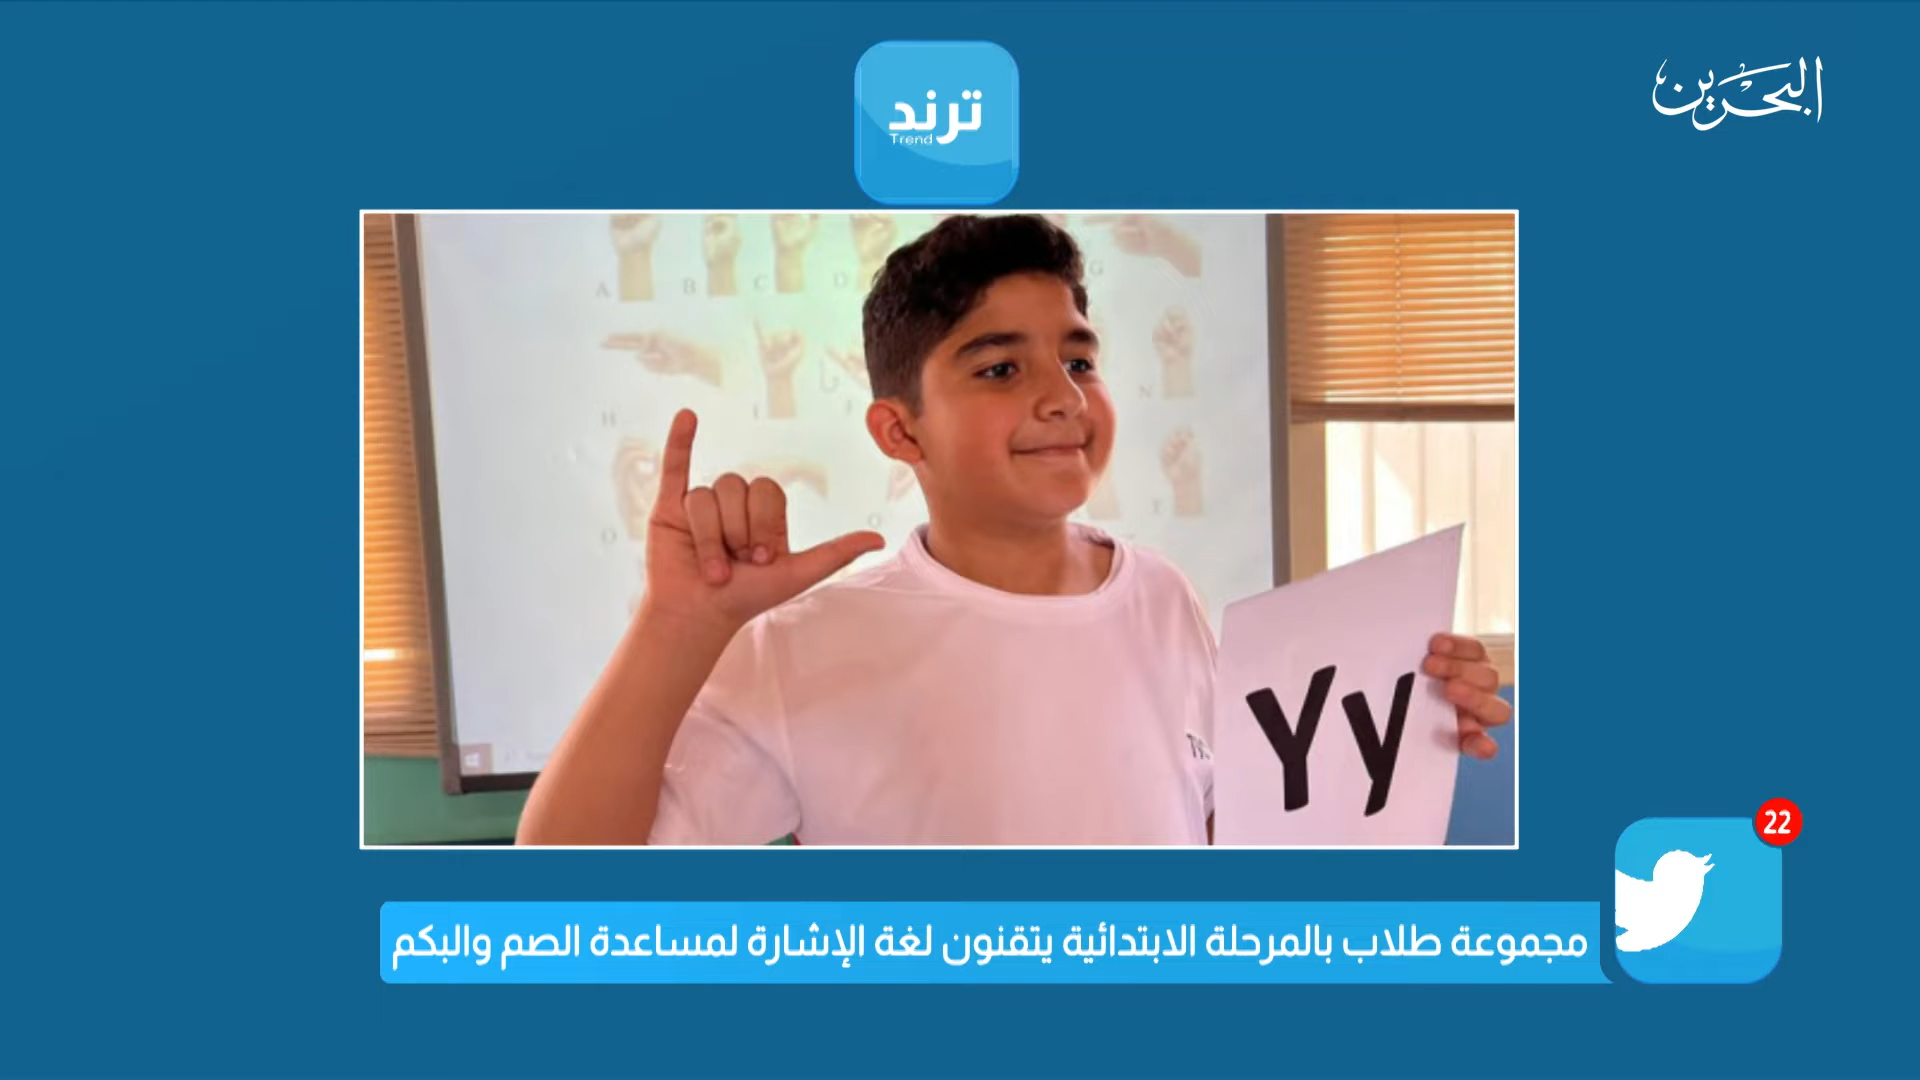 البحرين
ترند
Trend
A B C D G
H I J N
O
Yy
22
مجموعة طلاب بالمرحلة الابتدائية يتقنون لغة الإشارة لمساعدة الصم والبكم